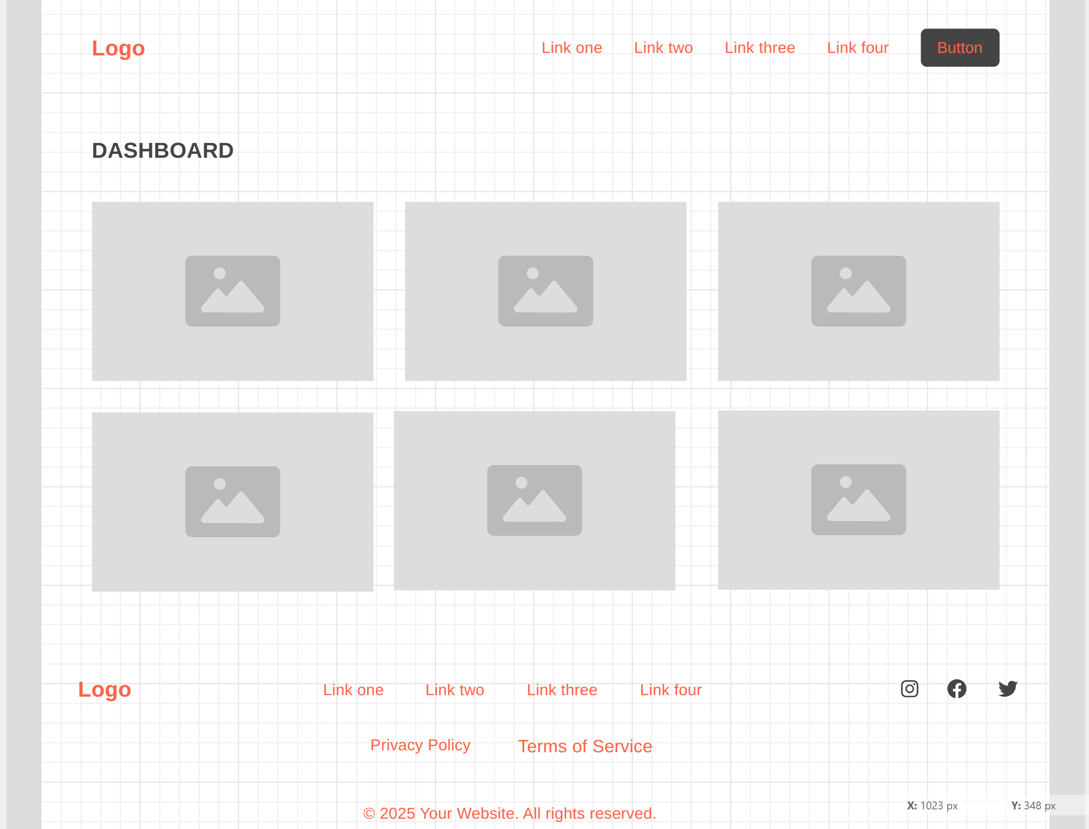 Logo Link one Link two Link three Link four Button
DASHBOARD
Logo Link one Link two Link three Link four
Privacy Policy Terms of Service
© 2025 Your Website. All rights reserved.
X: 1023 px Y: 348 px